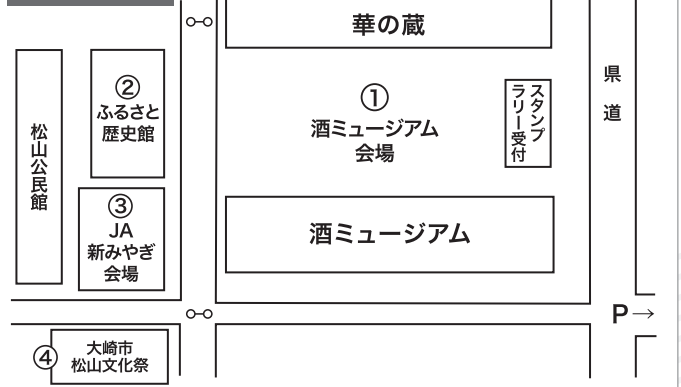 華の蔵
①
酒ミュージアム
会場
スタンプ
ラリー受付
県道
②
ふるさと
歴史館
松山公民館
③
JA
新みやぎ
会場
酒ミュージアム
P→
④
大崎市
松山文化祭